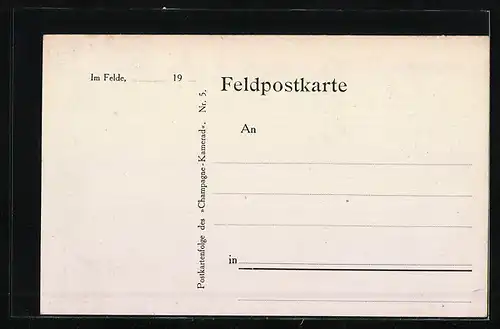 Im Felde, 19
Postkartenfolge des »Champagne-Kamerad«. Nr. 5.
Feldpostkarte
An
in